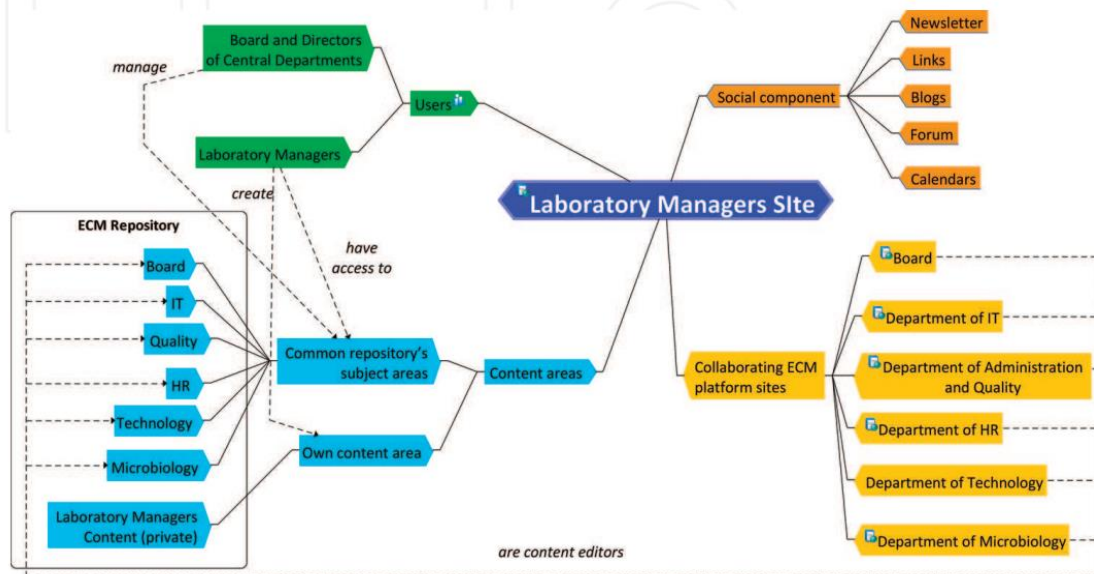 Board and Directors
of Central Departments
manage
Users
Laboratory Managers
create
have
access to
Newsletter
Links
Social component
Blogs
Forum
Calendars
Laboratory Managers SIte
ECM Repository
Board
IT
Quality
HR
Technology
Microbiology
Laboratory Managers
Content (private)
Common repository's
subject areas
Content areas
Own content area
Collaborating ECM
platform sites
Board
Department of IT
Department of Administration
and Quality
Department of HR
Department of Technology
Department of Microbiology
are content editors